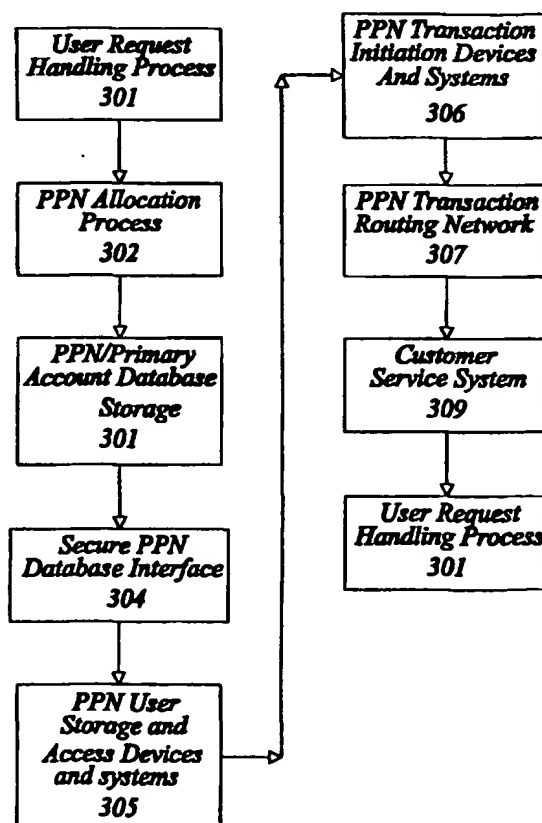 User Request
Handling Process
301
PPN Allocation
Process
302
PPN/Primary
Account Database
Storage
301
Secure PPN
Database Interface
304
PPN User
Storage and
Access Devices
and systems
305
PPN Transaction
Initiation Devices
And Systems
306
PPN Transaction
Routing Network
307
Customer
Service System
309
User Request
Handling Process
301